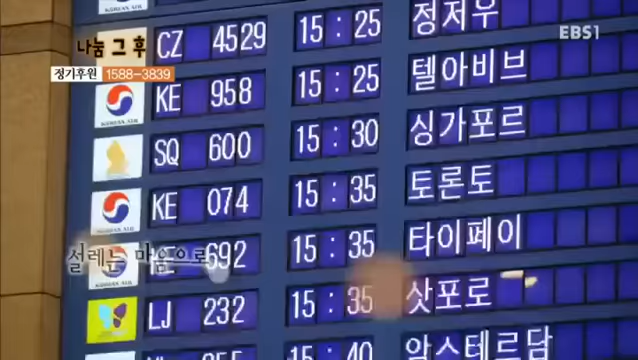 나눔 그 후
EBS1
정기후원 1588-3839
CZ 4529 15:25 정저우
KE 958 15:25 텔아비브
KOREAN AIR
SQ 600 15:30 싱가포르
KE 074 15:35 토론토
설레는 마음으로
KE 692 15:35 타이페이
LJ 232 15:35 삿포로
15:40 암스테르담